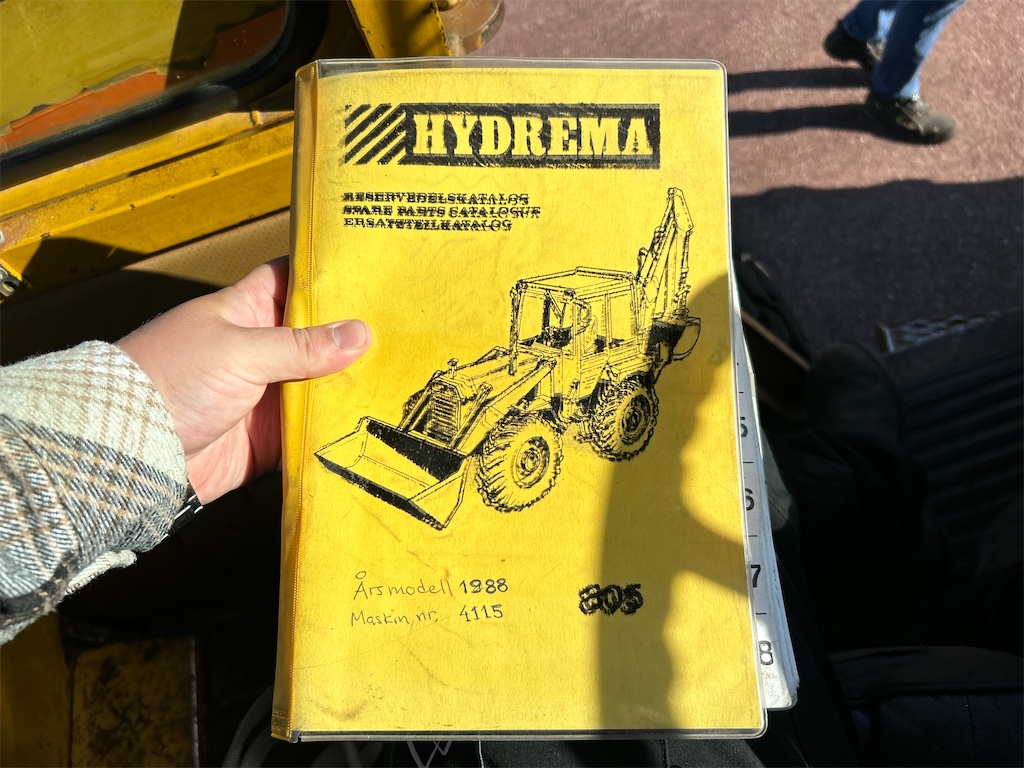 HYDREMA
RESERVEDELSKATALOG
SPARE PARTS CATALOGUE
ERSATZTEILKATALOG
Årsmodell 1988
Maskin, nr. 4115
805
5
6
7
8